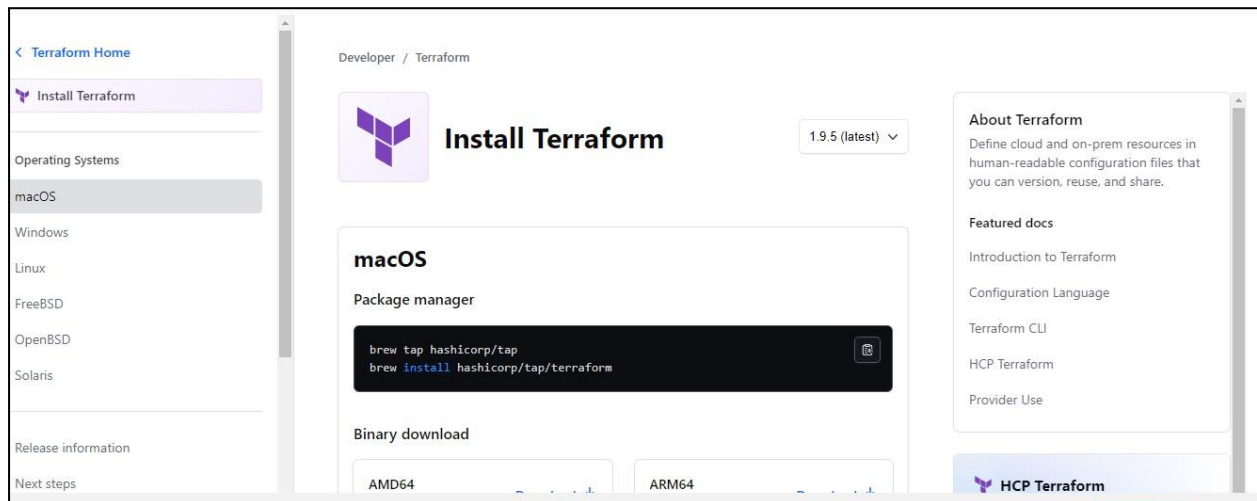 < Terraform Home
Install Terraform
Operating Systems
macOS
Windows
Linux
FreeBSD
OpenBSD
Solaris
Release information
Next steps
Developer / Terraform
Install Terraform
1.9.5 (latest)
macOS
Package manager
brew tap hashicorp/tap
brew install hashicorp/tap/terraform
Binary download
AMD64
ARM64
About Terraform
Define cloud and on-prem resources in
human-readable configuration files that
you can version, reuse, and share.
Featured docs
Introduction to Terraform
Configuration Language
Terraform CLI
HCP Terraform
Provider Use
HCP Terraform